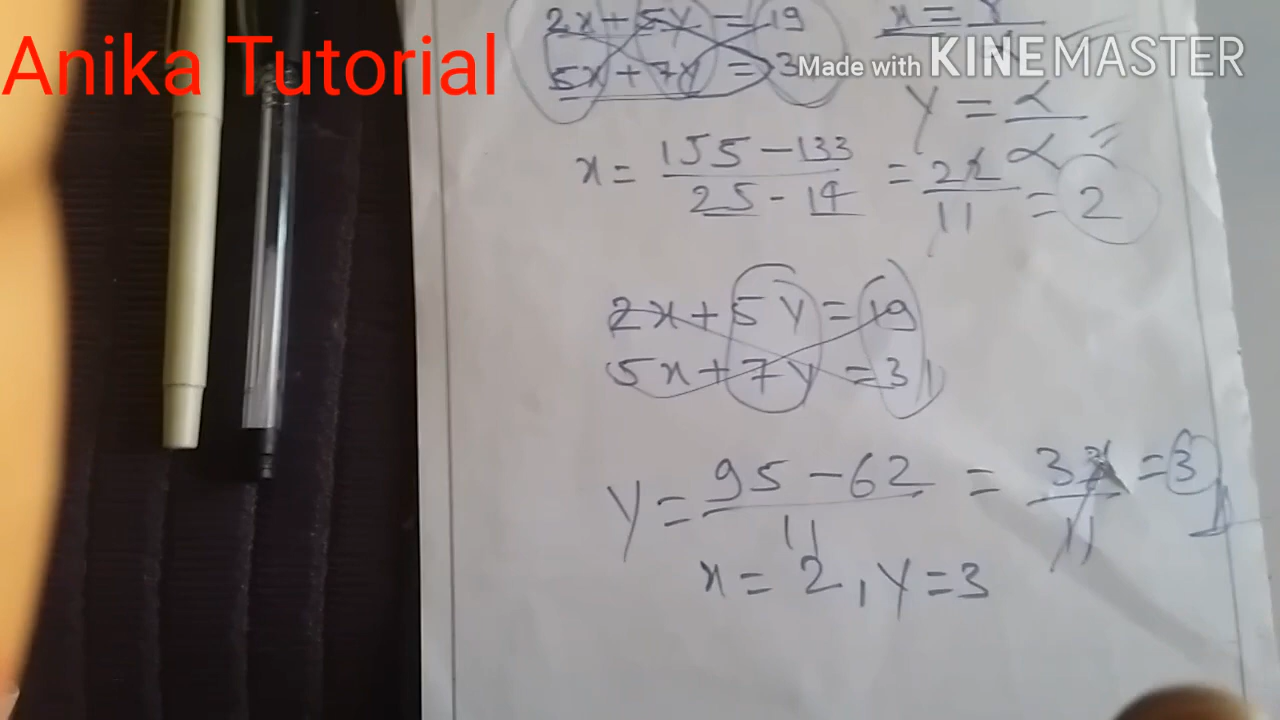 Anika Tutorial
Made with KINEMASTER
2x + 5y = 19
5x + 7y = 3
x =
y =
x = 155 - 133 / 25 - 14 = 22 / 11 = 2
2x + 5y = 19
5x + 7y = 31
y = 95 - 62 / 11 = 33 / 11 = 3
x = 2, y = 3